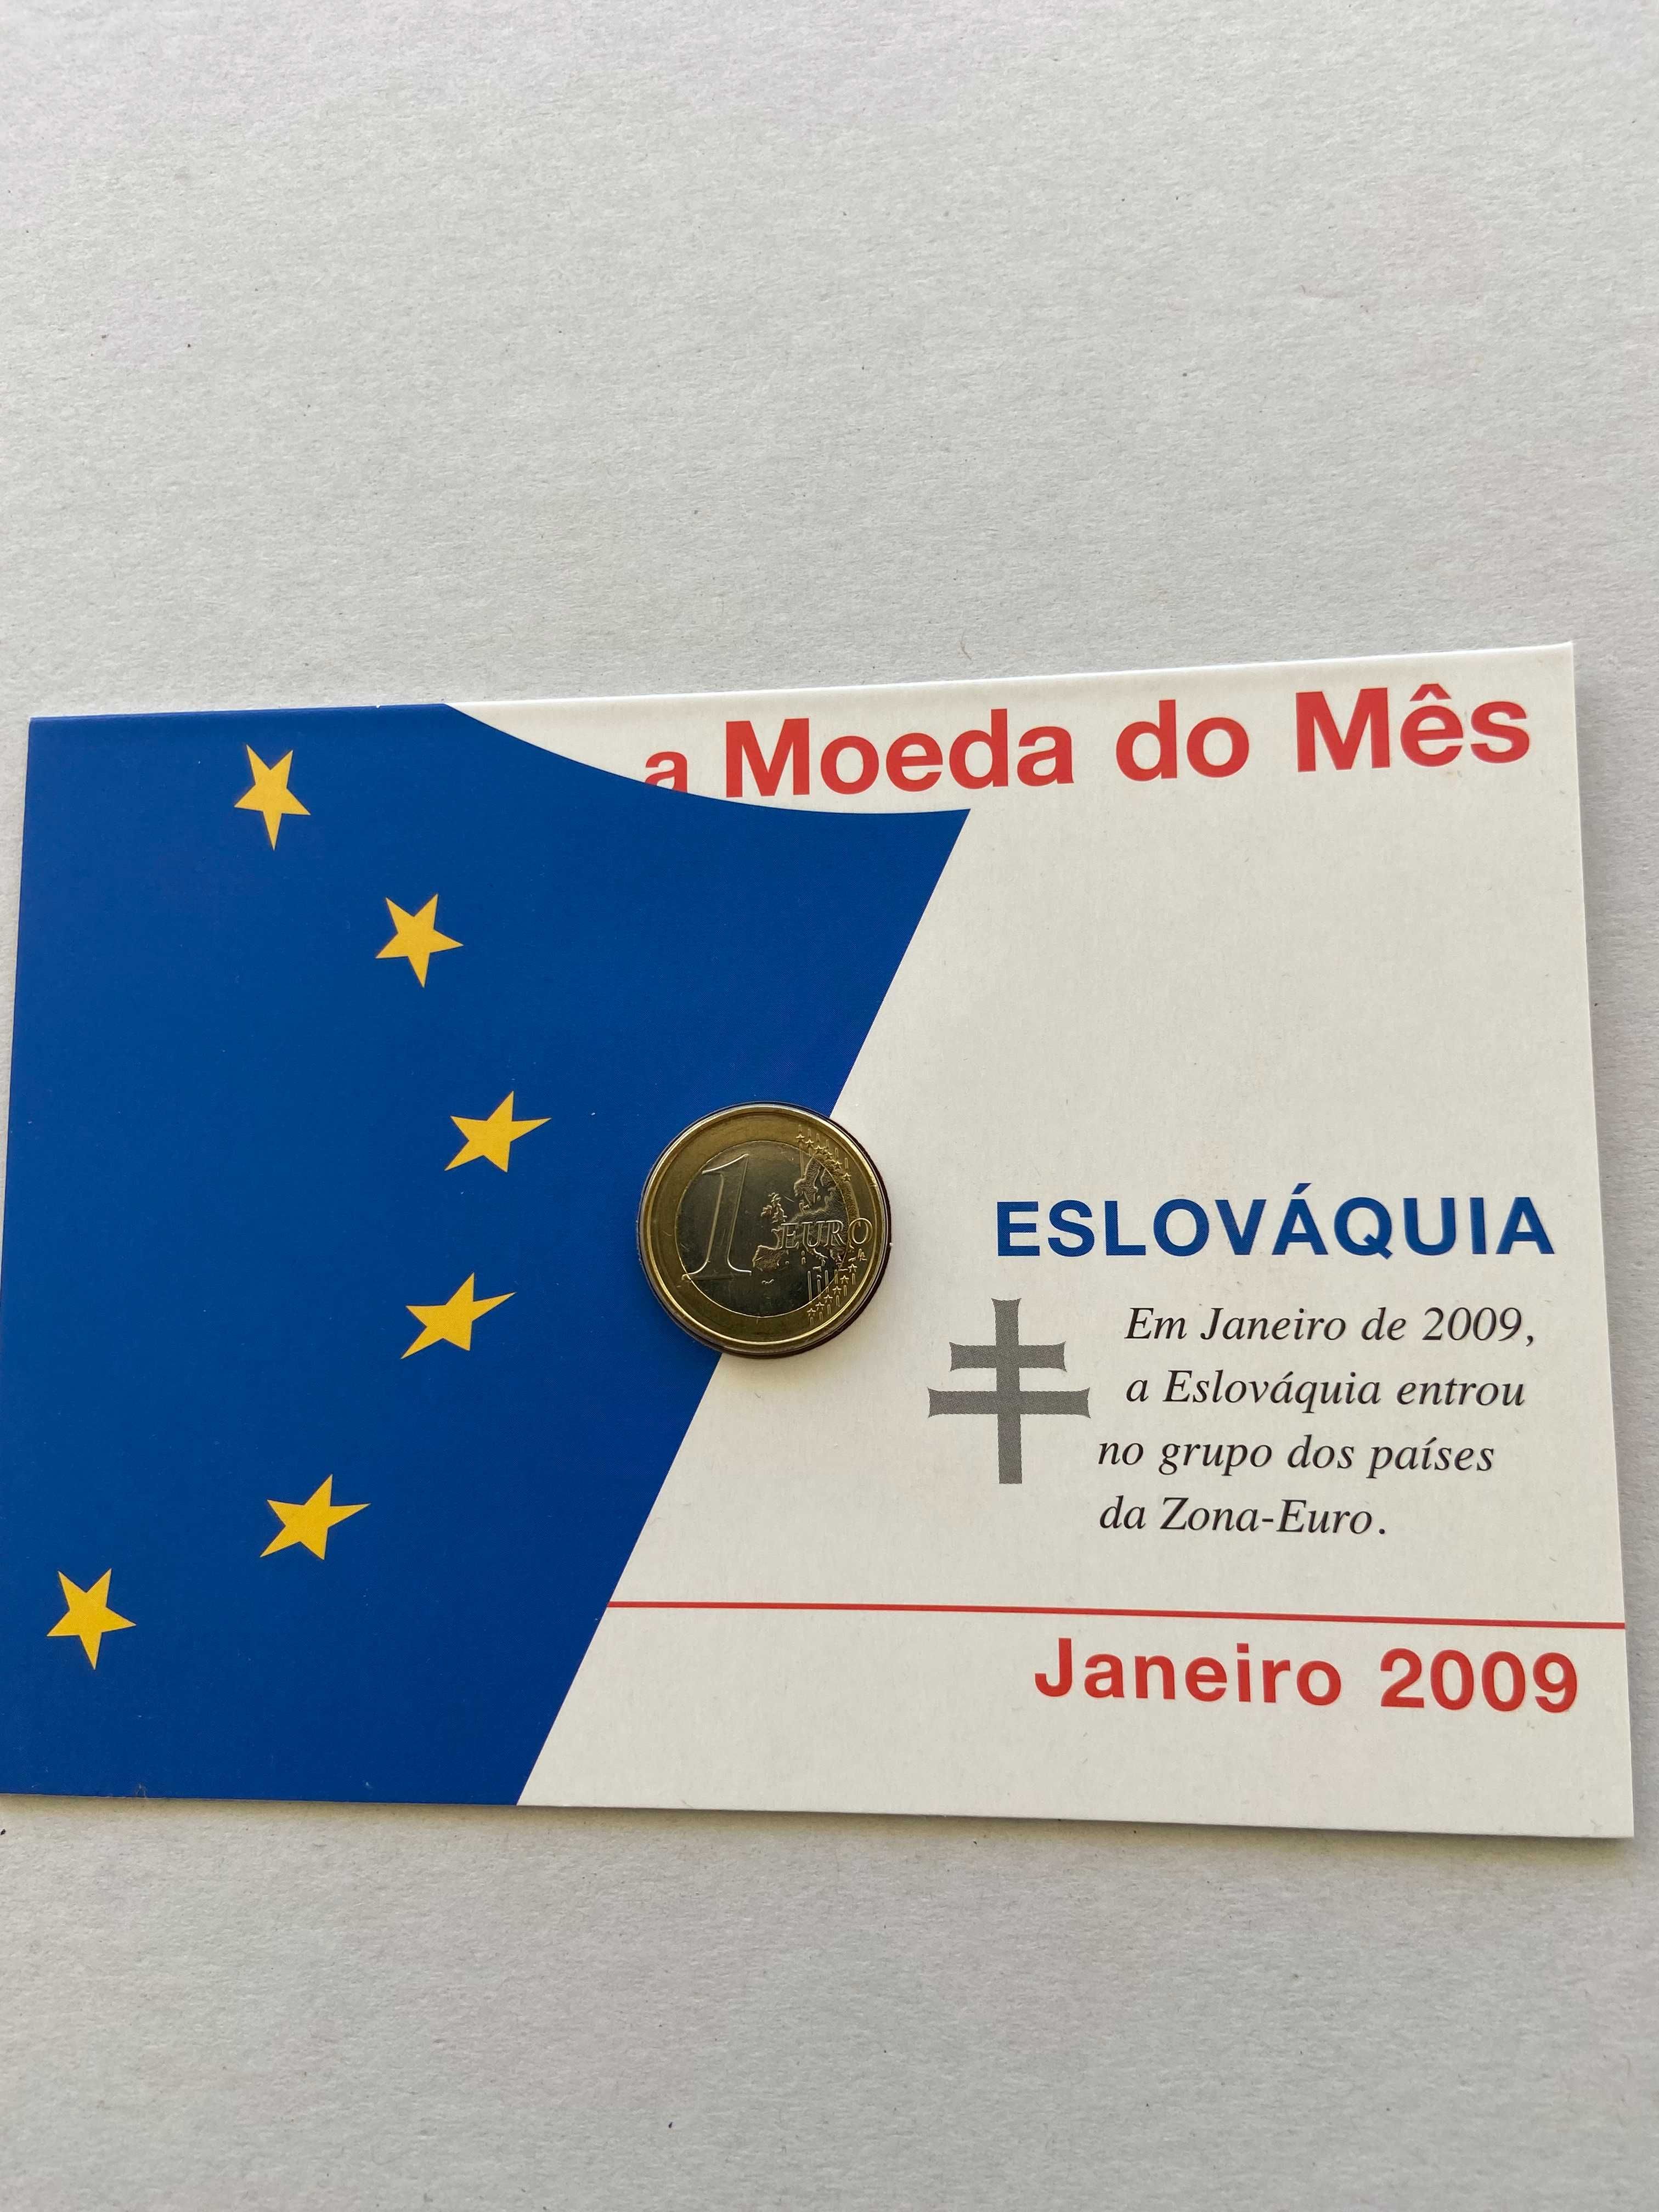 a Moeda do Mês
1
EURO
ESLOVÁQUIA
Em Janeiro de 2009,
a Eslováquia entrou
no grupo dos países
da Zona-Euro.
Janeiro 2009